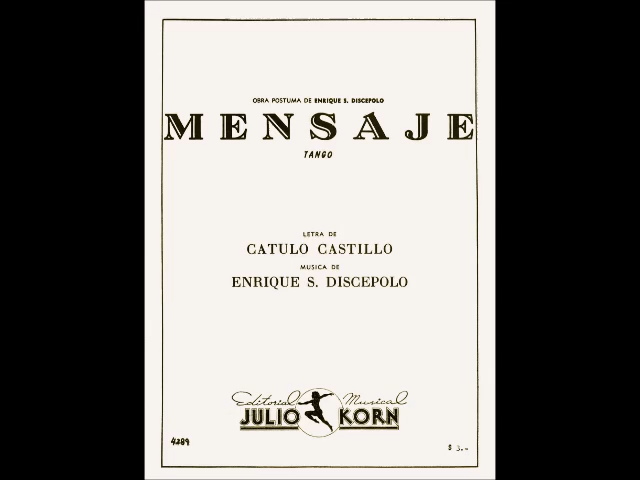 OBRA POSTUMA DE ENRIQUE S. DISCEPOLO
MENSAJE
TANGO
LETRA DE
CATULO CASTILLO
MUSICA DE
ENRIQUE S. DISCEPOLO
Editorial Musical
JULIO KORN
4289
$ 3.-